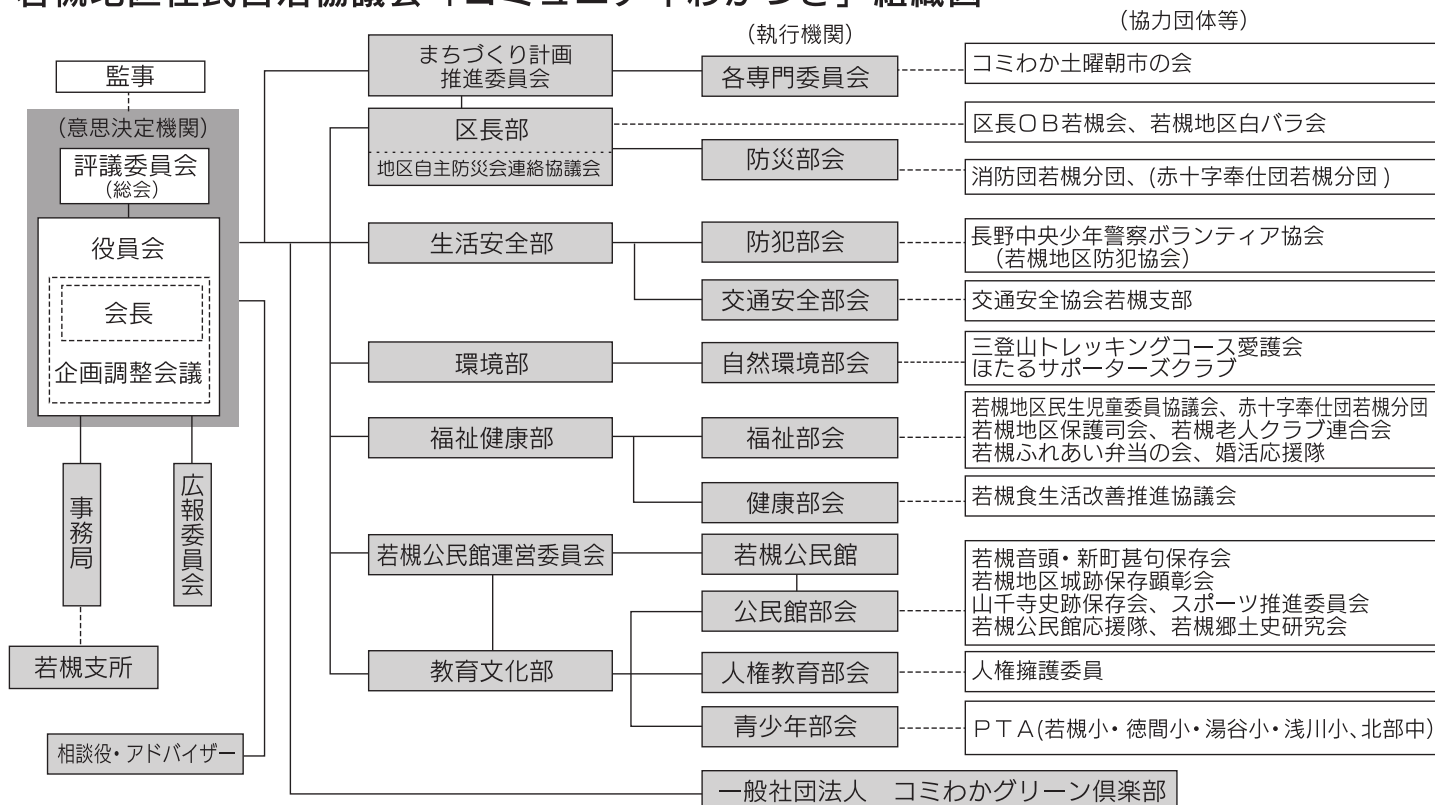 若槻地区住民自治協議会「コミュニティわかつき」組織図
(執行機関)
(協力団体等)
監事
(意思決定機関)
評議委員会
(総会)
役員会
会長
企画調整会議
事務局
広報委員会
若槻支所
相談役・アドバイザー
まちづくり計画
推進委員会
各専門委員会
コミわか土曜朝市の会
区長部
地区自主防災会連絡協議会
区長OB若槻会、若槻地区白バラ会
防災部会
消防団若槻分団、(赤十字奉仕団若槻分団)
生活安全部
防犯部会
長野中央少年警察ボランティア協会
(若槻地区防犯協会)
交通安全部会
交通安全協会若槻支部
環境部
自然環境部会
三登山トレッキングコース愛護会
ほたるサポーターズクラブ
福祉健康部
福祉部会
若槻地区民生児童委員協議会、赤十字奉仕団若槻分団
若槻地区保護司会、若槻老人クラブ連合会
若槻ふれあい弁当の会、婚活応援隊
健康部会
若槻食生活改善推進協議会
若槻公民館運営委員会
若槻公民館
公民館部会
若槻音頭・新町甚句保存会
若槻地区城跡保存顕彰会
山千寺史跡保存会、スポーツ推進委員会
若槻公民館応援隊、若槻郷土史研究会
教育文化部
人権教育部会
人権擁護委員
青少年部会
PTA(若槻小・徳間小・湯谷小・浅川小、北部中)
一般社団法人 コミわかグリーン倶楽部